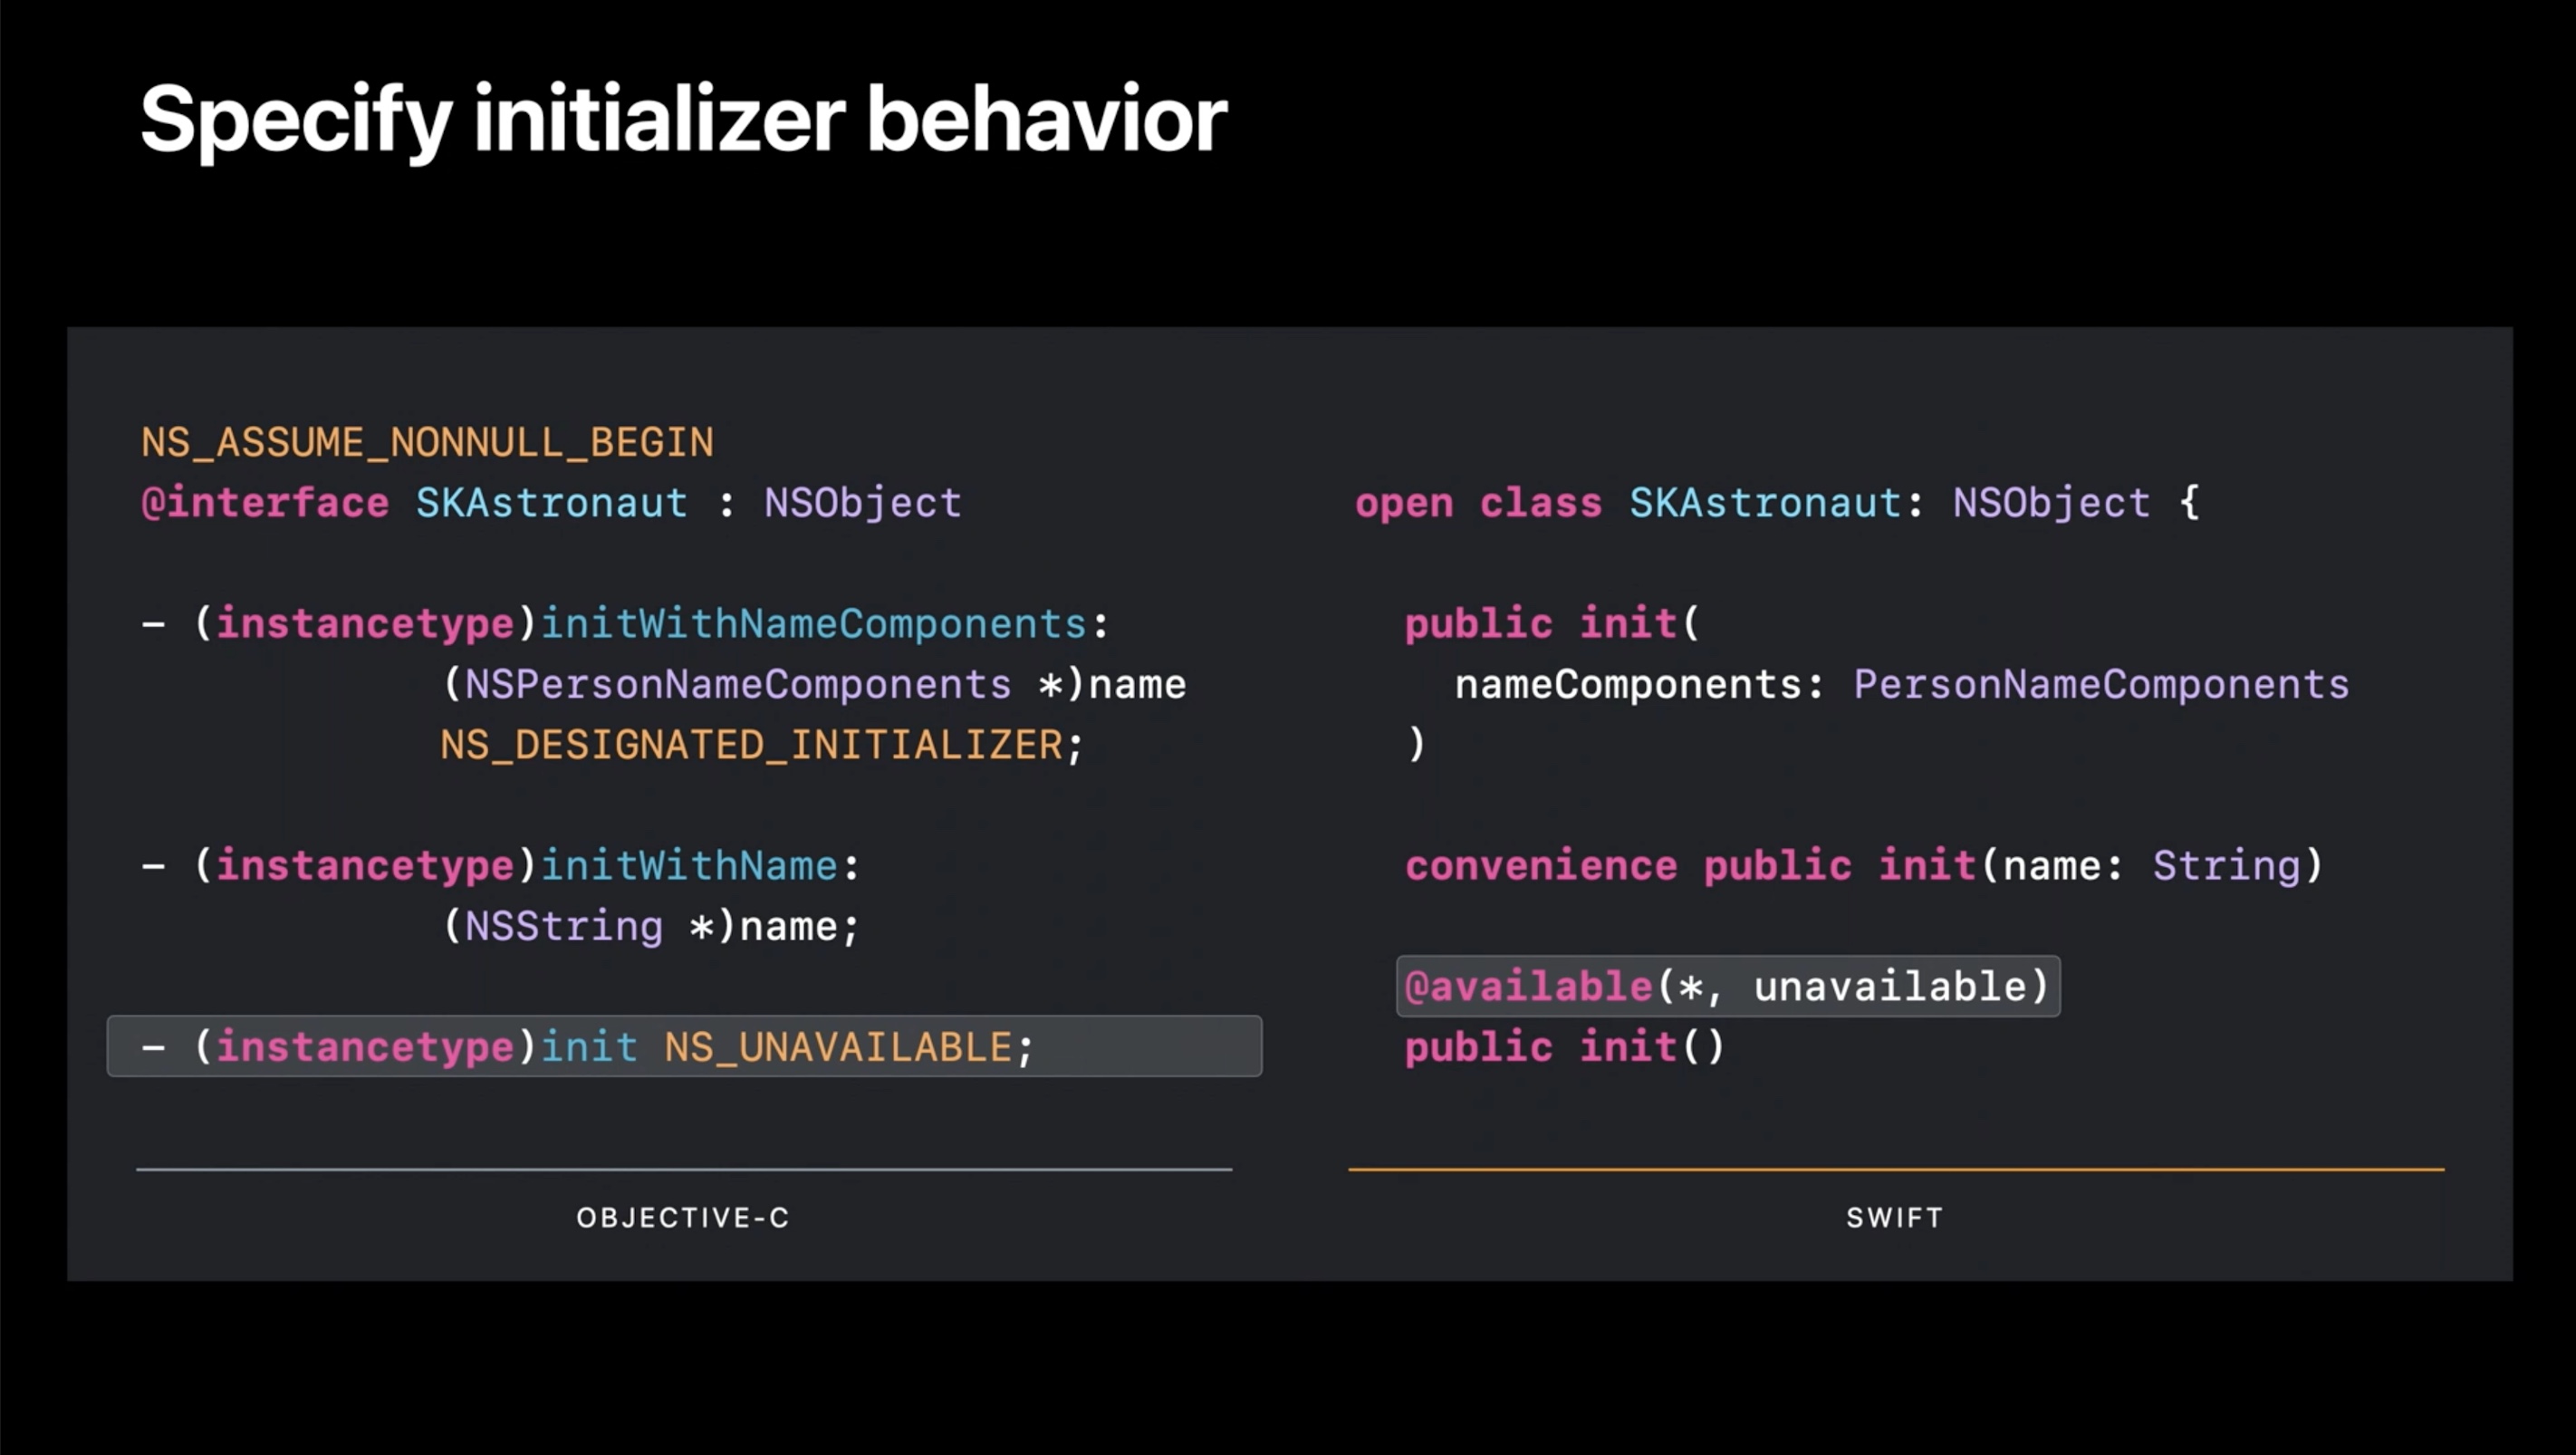 Specify initializer behavior
NS_ASSUME_NONNULL_BEGIN
@interface SKAstronaut : NSObject
- (instancetype)initWithNameComponents:
(NSPersonNameComponents *)name
NS_DESIGNATED_INITIALIZER;
- (instancetype)initWithName:
(NSString *)name;
- (instancetype)init NS_UNAVAILABLE;
OBJECTIVE-C
open class SKAstronaut: NSObject {
public init(
nameComponents: PersonNameComponents
)
convenience public init(name: String)
@available(*, unavailable)
public init()
SWIFT